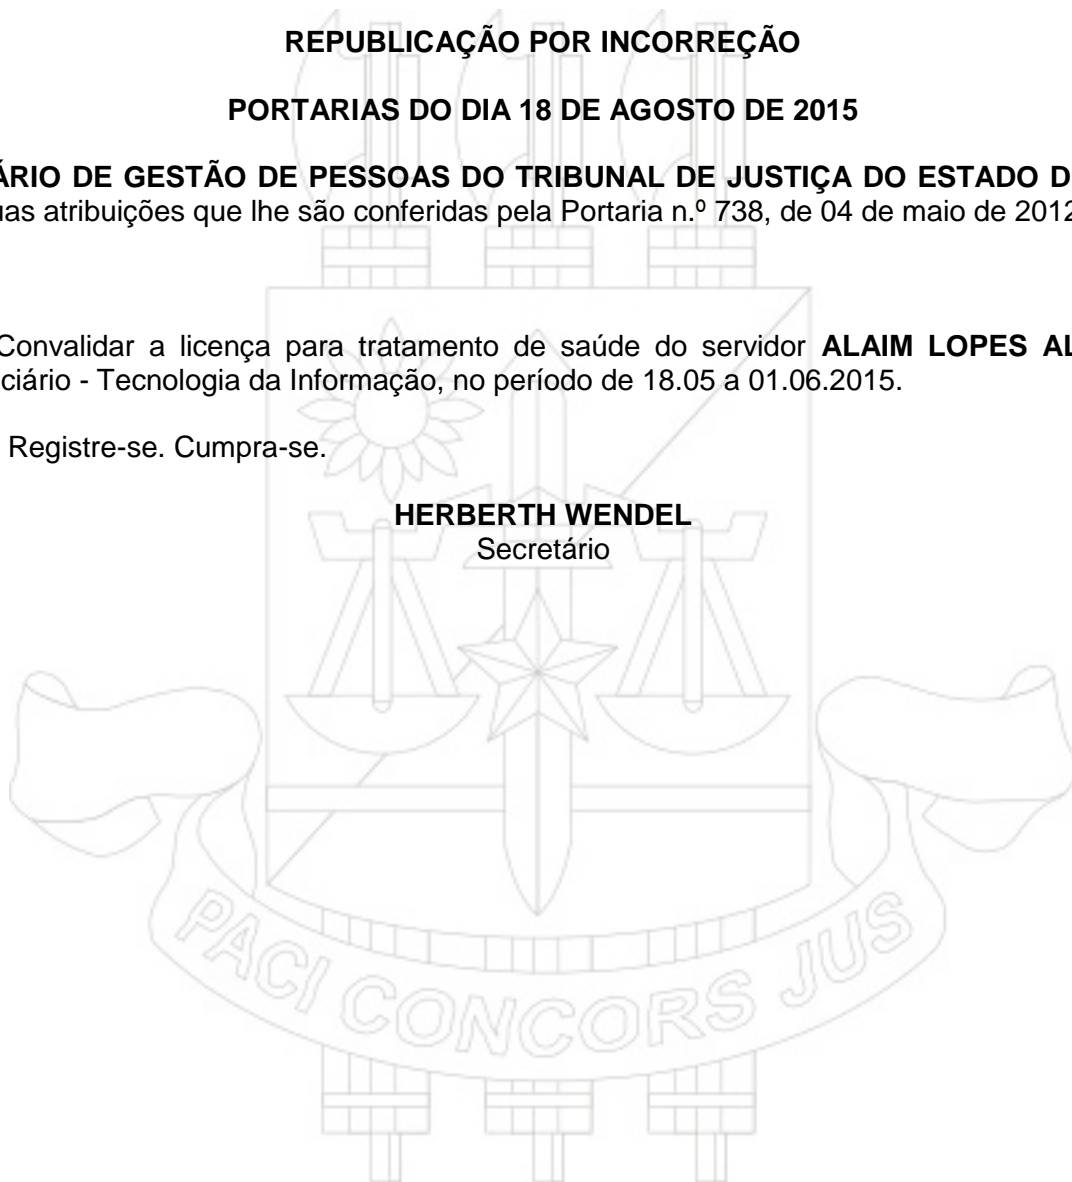 REPUBLICAÇÃO POR INCORREÇÃO
PORTARIAS DO DIA 18 DE AGOSTO DE 2015
ÁRIO DE GESTÃO DE PESSOAS DO TRIBUNAL DE JUSTIÇA DO ESTADO D
uas atribuições que lhe são conferidas pela Portaria n.º 738, de 04 de maio de 2012
Convalidar a licença para tratamento de saúde do servidor ALAIM LOPES AL
ciário - Tecnologia da Informação, no período de 18.05 a 01.06.2015.
Registre-se. Cumpra-se.
HERBERTH WENDEL
Secretário
PACI CONCORS JUS